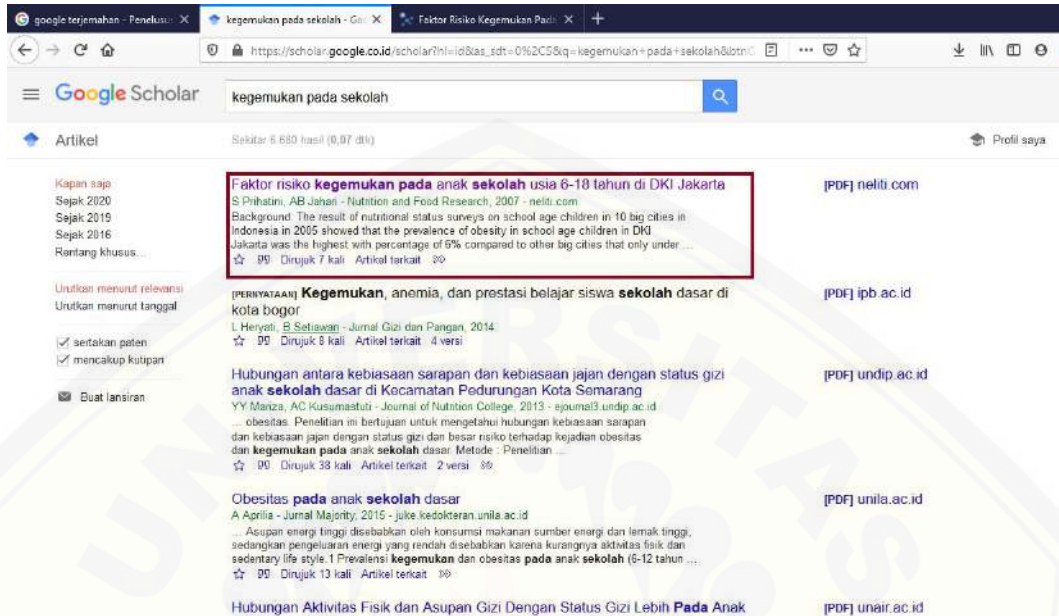 google terjemahan - Penelusu
kegemukan pada sekolah - Goo
Faktor Risiko Kegemukan Pada
https://scholar.google.co.id/scholar?hl=id&as_sdt=0%2C5&q=kegemukan+pada+sekolah&btnG
Google Scholar
kegemukan pada sekolah
Artikel
Sekitar 6.680 hasil (0,07 dtk)
Profil saya
Kapan saja
Sejak 2020
Sejak 2019
Sejak 2016
Rentang khusus...
Urutkan menurut relevansi
Urutkan menurut tanggal
sertakan paten
mencakup kutipan
Buat lansiran
Faktor risiko kegemukan pada anak sekolah usia 6-18 tahun di DKI Jakarta
[PDF] neliti.com
S Prihatini, AB Jahari - Nutrition and Food Research, 2007 - neliti.com
Background: The result of nutritional status surveys on school age children in 10 big cities in
Indonesia in 2005 showed that the prevalence of obesity in school age children in DKI
Jakarta was the highest with percentage of 6% compared to other big cities that only under ...
Dirujuk 7 kali Artikel terkait
[PERNYATAAN] Kegemukan, anemia, dan prestasi belajar siswa sekolah dasar di
kota bogor
[PDF] ipb.ac.id
L Heryati, B Setiawan - Jurnal Gizi dan Pangan, 2014
Dirujuk 8 kali Artikel terkait 4 versi
Hubungan antara kebiasaan sarapan dan kebiasaan jajan dengan status gizi
anak sekolah dasar di Kecamatan Pedurungan Kota Semarang
[PDF] undip.ac.id
YY Mariza, AC Kusumastuti - Journal of Nutrition College, 2013 - ejournal3.undip.ac.id
... obesitas. Penelitian ini bertujuan untuk mengetahui hubungan kebiasaan sarapan
dan kebiasaan jajan dengan status gizi dan besar risiko terhadap kejadian obesitas
dan kegemukan pada anak sekolah dasar. Metode : Penelitian ...
Dirujuk 38 kali Artikel terkait 2 versi
Obesitas pada anak sekolah dasar
[PDF] unila.ac.id
A Aprilia - Jurnal Majority, 2015 - juke.kedokteran.unila.ac.id
... Asupan energi tinggi disebabkan oleh konsumsi makanan sumber energi dan lemak tinggi,
sedangkan pengeluaran energi yang rendah disebabkan karena kurangnya aktivitas fisik dan
sedentary life style.1 Prevalensi kegemukan dan obesitas pada anak sekolah (6-12 tahun ...
Dirujuk 13 kali Artikel terkait
Hubungan Aktivitas Fisik dan Asupan Gizi Dengan Status Gizi Lebih Pada Anak
[PDF] unair.ac.id